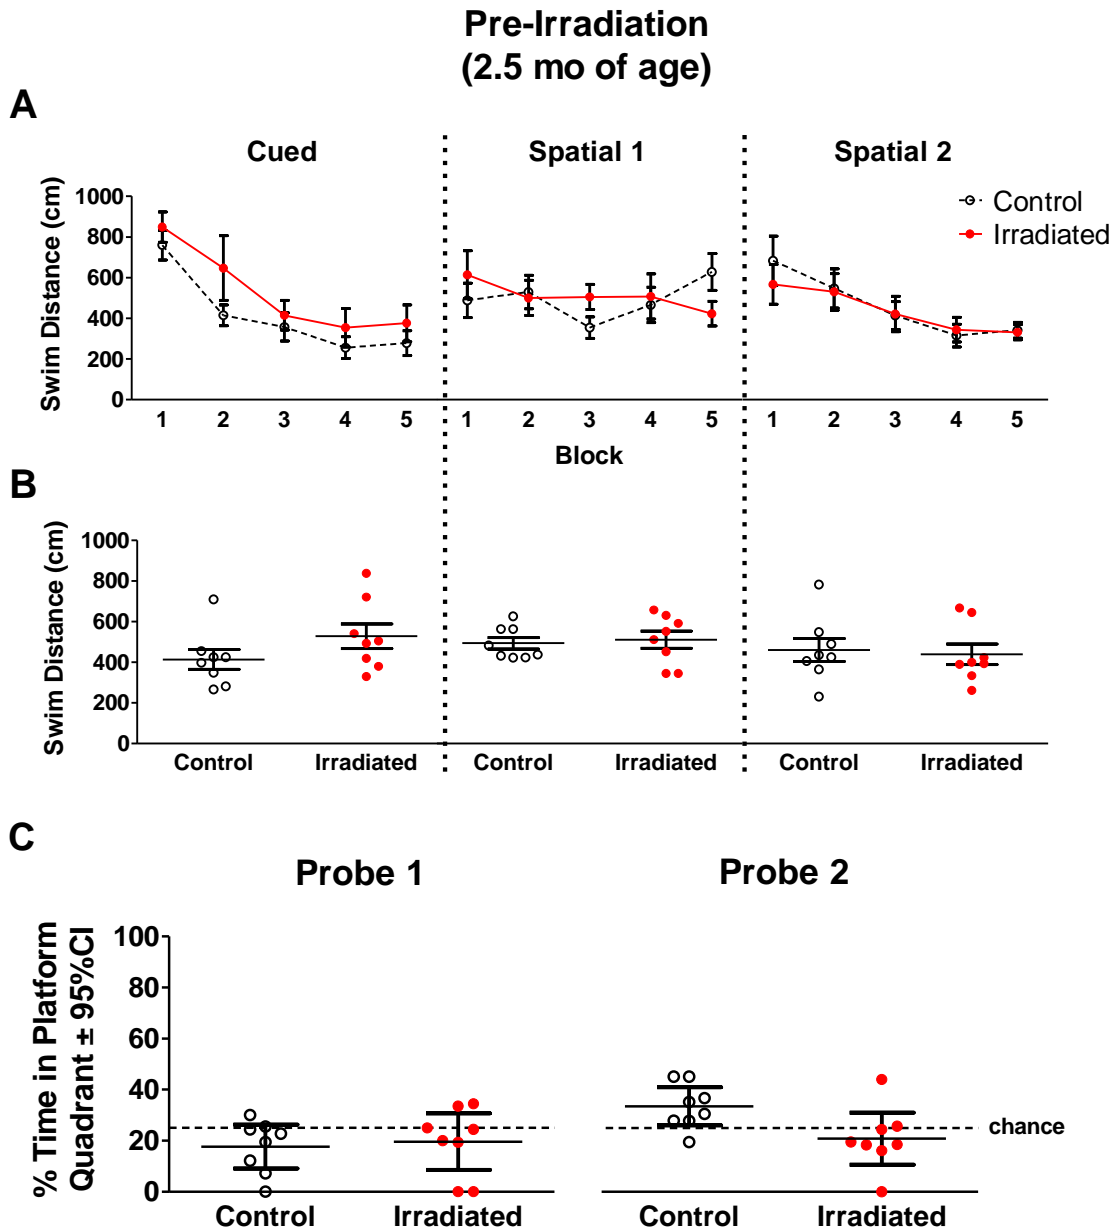 Pre-Irradiation
(2.5 mo of age)
A
Cued
Spatial 1
Spatial 2
Swim Distance (cm)
1000
800
600
400
200
0
Control
Irradiated
1 2 3 4 5 1 2 3 4 5 1 2 3 4 5
Block
B
Swim Distance (cm)
1000
800
600
400
200
0
Control Irradiated Control Irradiated Control Irradiated
C
Probe 1
Probe 2
% Time in Platform
Quadrant ± 95%CI
100
80
60
40
20
0
chance
Control Irradiated Control Irradiated